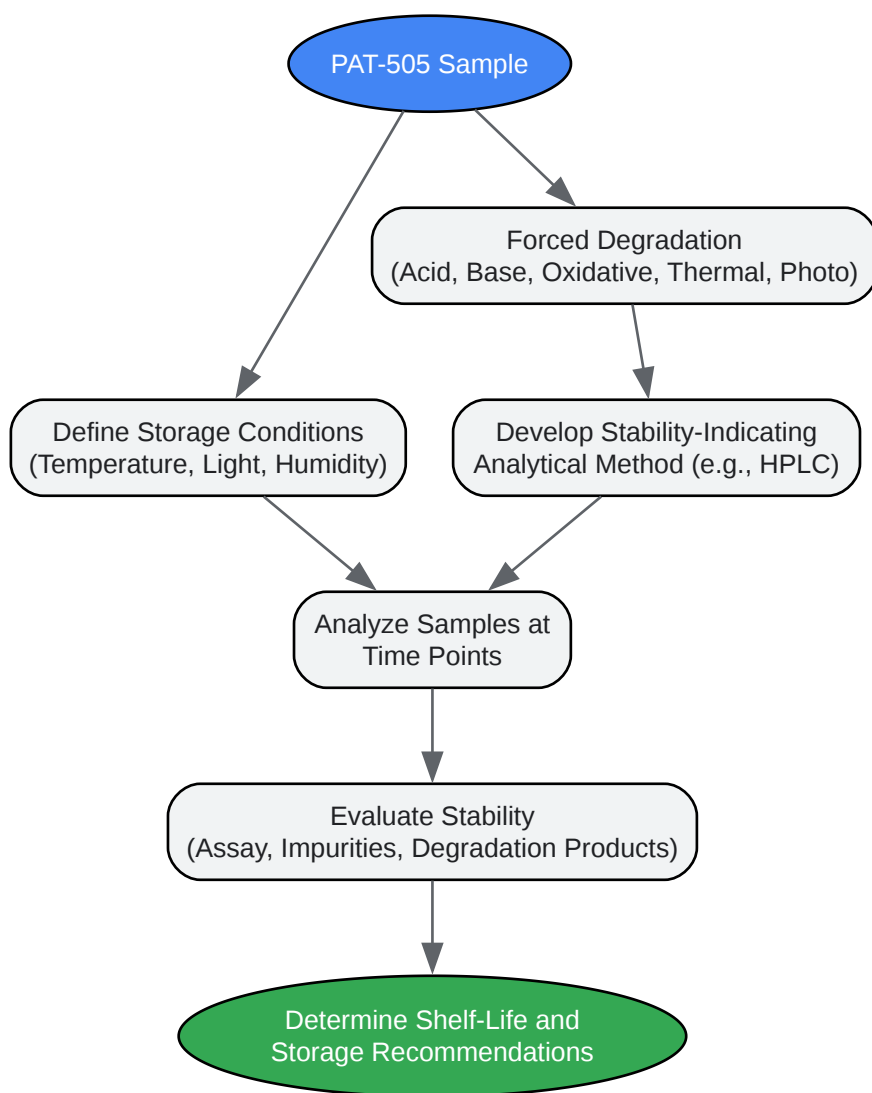 PAT-505 Sample
Forced Degradation
(Acid, Base, Oxidative, Thermal, Photo)
Define Storage Conditions
(Temperature, Light, Humidity)
Develop Stability-Indicating
Analytical Method (e.g., HPLC)
Analyze Samples at
Time Points
Evaluate Stability
(Assay, Impurities, Degradation Products)
Determine Shelf-Life and
Storage Recommendations